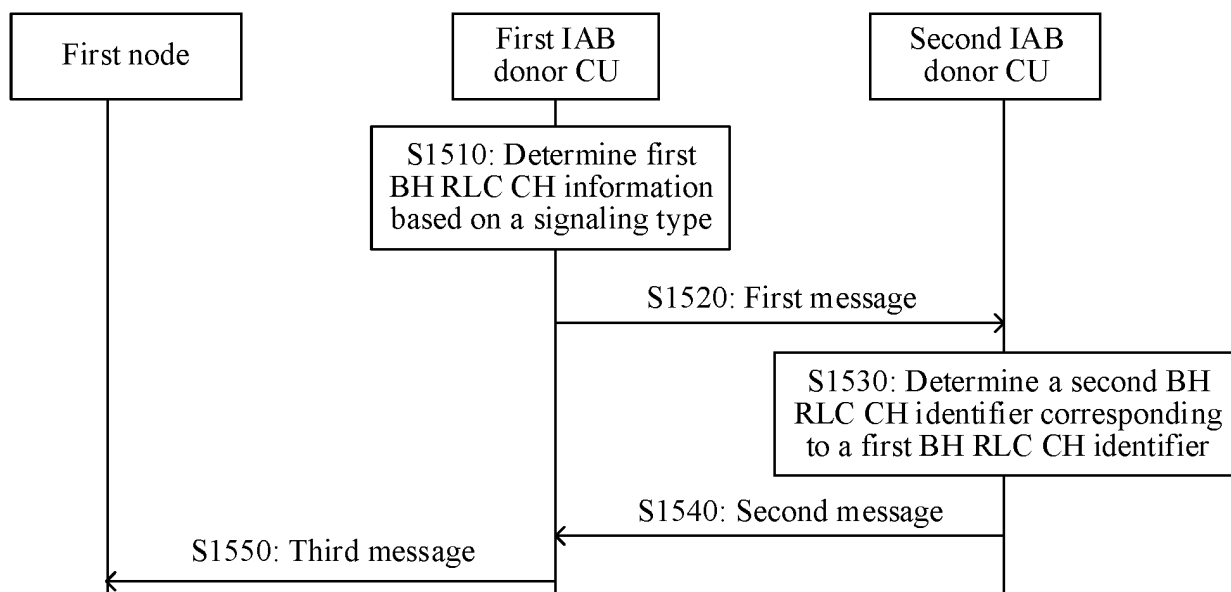 First node
First IAB
donor CU
Second IAB
donor CU
S1510: Determine first
BH RLC CH information
based on a signaling type
S1520: First message
S1530: Determine a second BH
RLC CH identifier corresponding
to a first BH RLC CH identifier
S1540: Second message
S1550: Third message